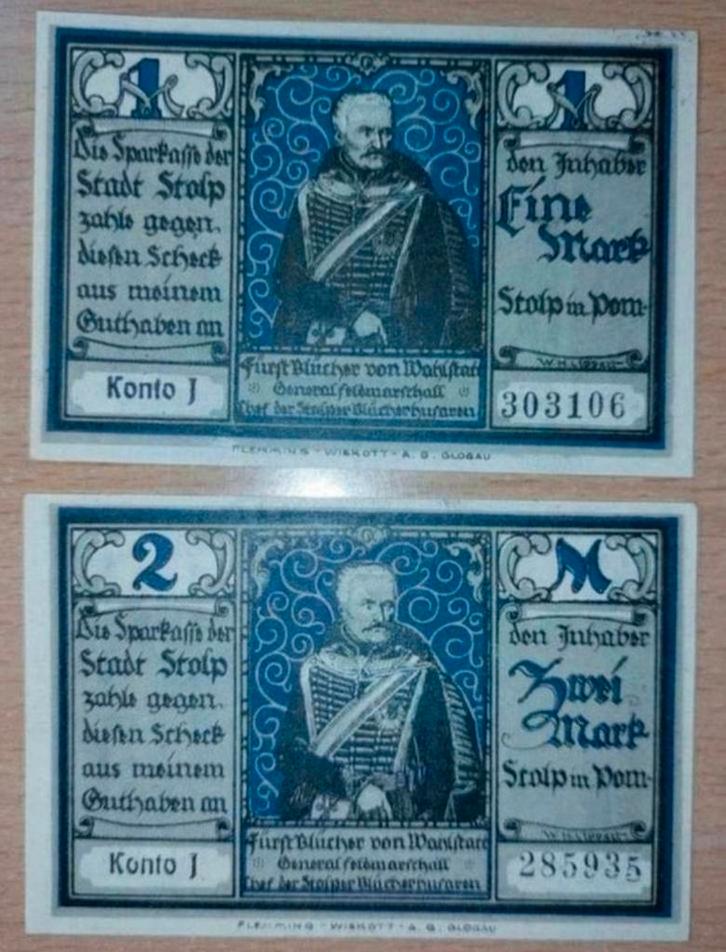 1
Die Sparkasse der
Stadt Stolp
zahle gegen
diesen Scheck
aus meinem
Guthaben an
Konto J
Fürst Blücher von Wahlstatt
Generalfeldmarschall
Chef der Stolper Blücherhusaren
1
den Inhaber
Eine
Mark
Stolp in Pom.
303106
FLEMMING - WISKOTT - A. G. GLOGAU
2
Die Sparkasse der
Stadt Stolp
zahle gegen
diesen Scheck
aus meinem
Guthaben an
Konto J
Fürst Blücher von Wahlstatt
Generalfeldmarschall
Chef der Stolper Blücherhusaren
M
den Inhaber
Zwei
Mark
Stolp in Pom.
285935
FLEMMING - WISKOTT - A. G. GLOGAU